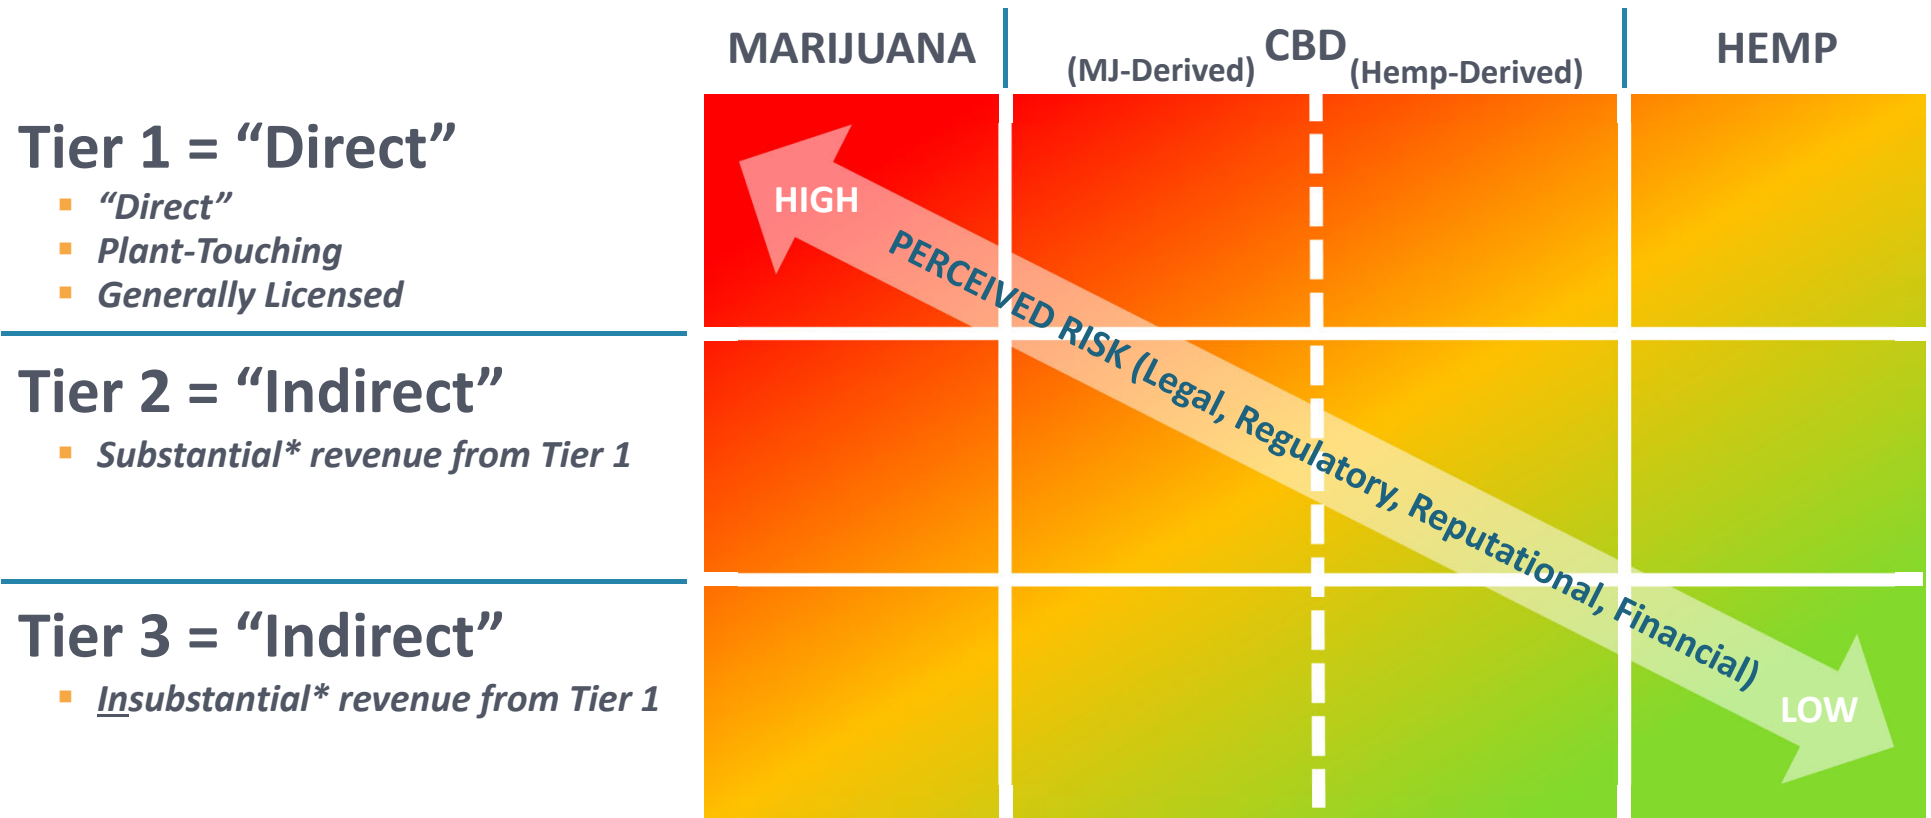 MARIJUANA
CBD
(MJ-Derived)
(Hemp-Derived)
HEMP
Tier 1 = “Direct”
▪ “Direct”
▪ Plant-Touching
▪ Generally Licensed
Tier 2 = “Indirect”
▪ Substantial* revenue from Tier 1
Tier 3 = “Indirect”
▪ Insubstantial* revenue from Tier 1
HIGH
PERCEIVED RISK (Legal, Regulatory, Reputational, Financial)
LOW